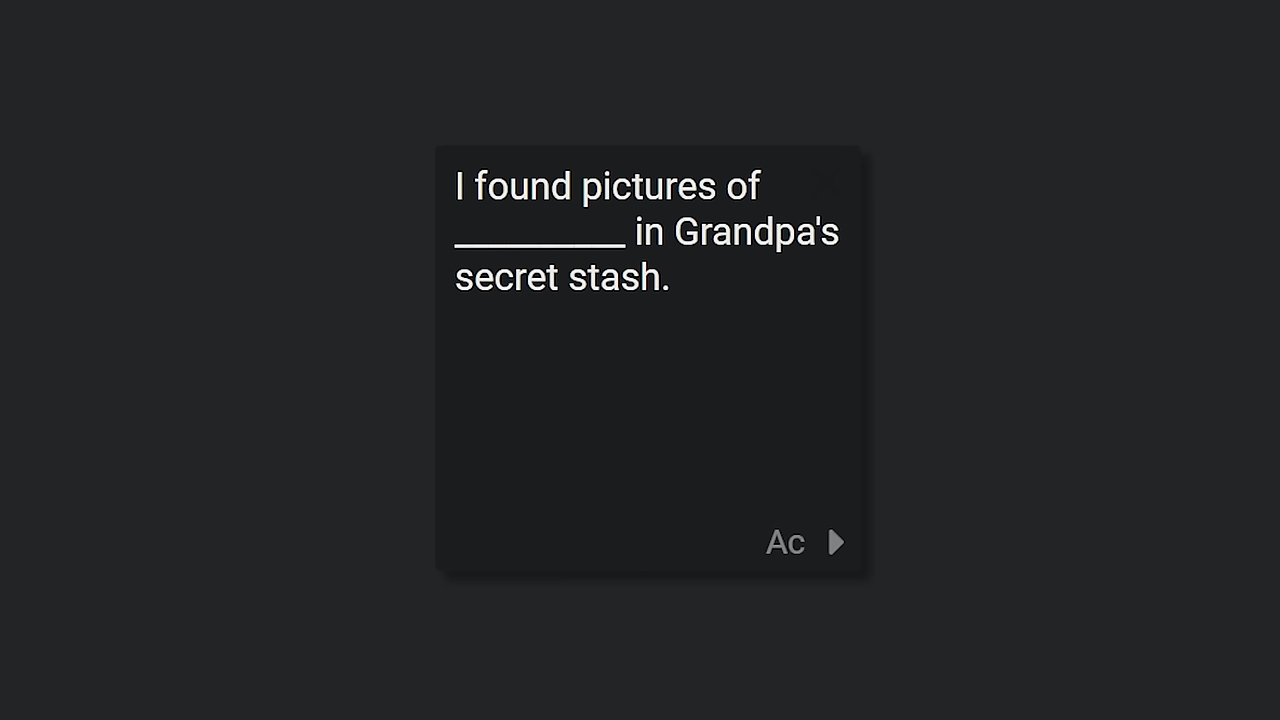 I found pictures of
__________ in Grandpa's
secret stash.
Ac